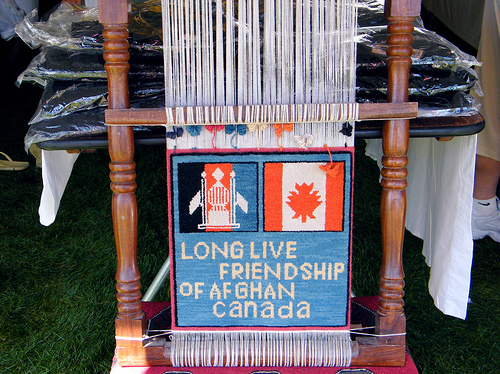 LONG LIVE
FRIENDSHIP
OF AFGHAN
canada